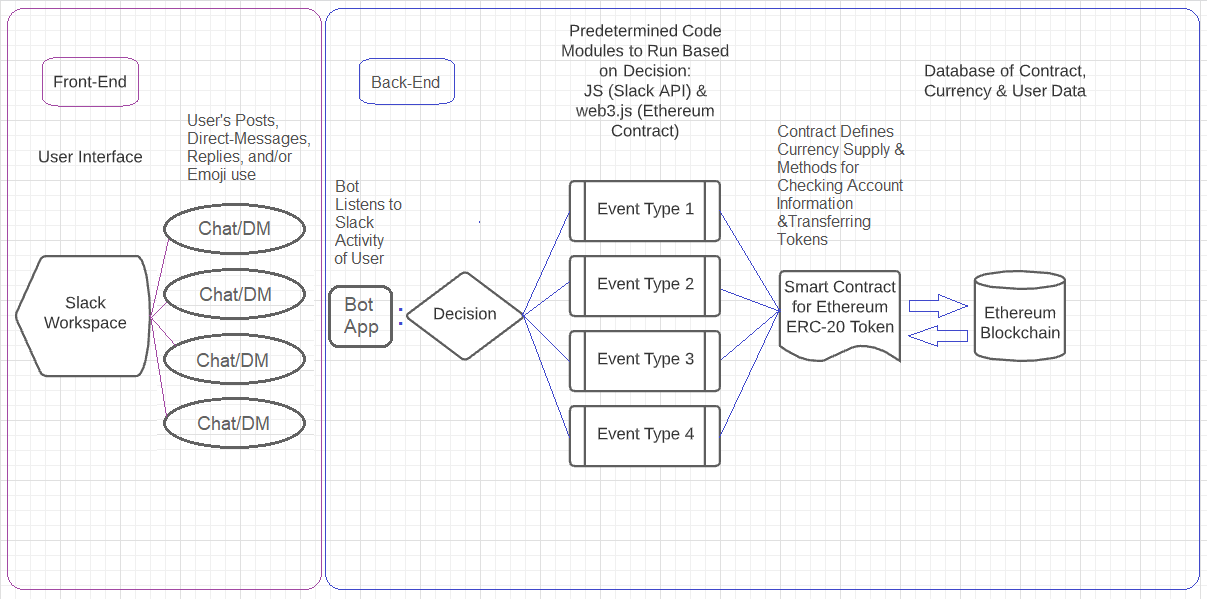 Front-End
User Interface
User's Posts,
Direct-Messages,
Replies, and/or
Emoji use
Slack
Workspace
Chat/DM
Chat/DM
Chat/DM
Chat/DM
Back-End
Bot
Listens to
Slack
Activity
of User
Bot
App
:
Decision
Predetermined Code
Modules to Run Based
on Decision:
JS (Slack API) &
web3.js (Ethereum
Contract)
Event Type 1
Event Type 2
Event Type 3
Event Type 4
Contract Defines
Currency Supply &
Methods for
Checking Account
Information
&Transferring
Tokens
Smart Contract
for Ethereum
ERC-20 Token
Database of Contract,
Currency & User Data
Ethereum
Blockchain